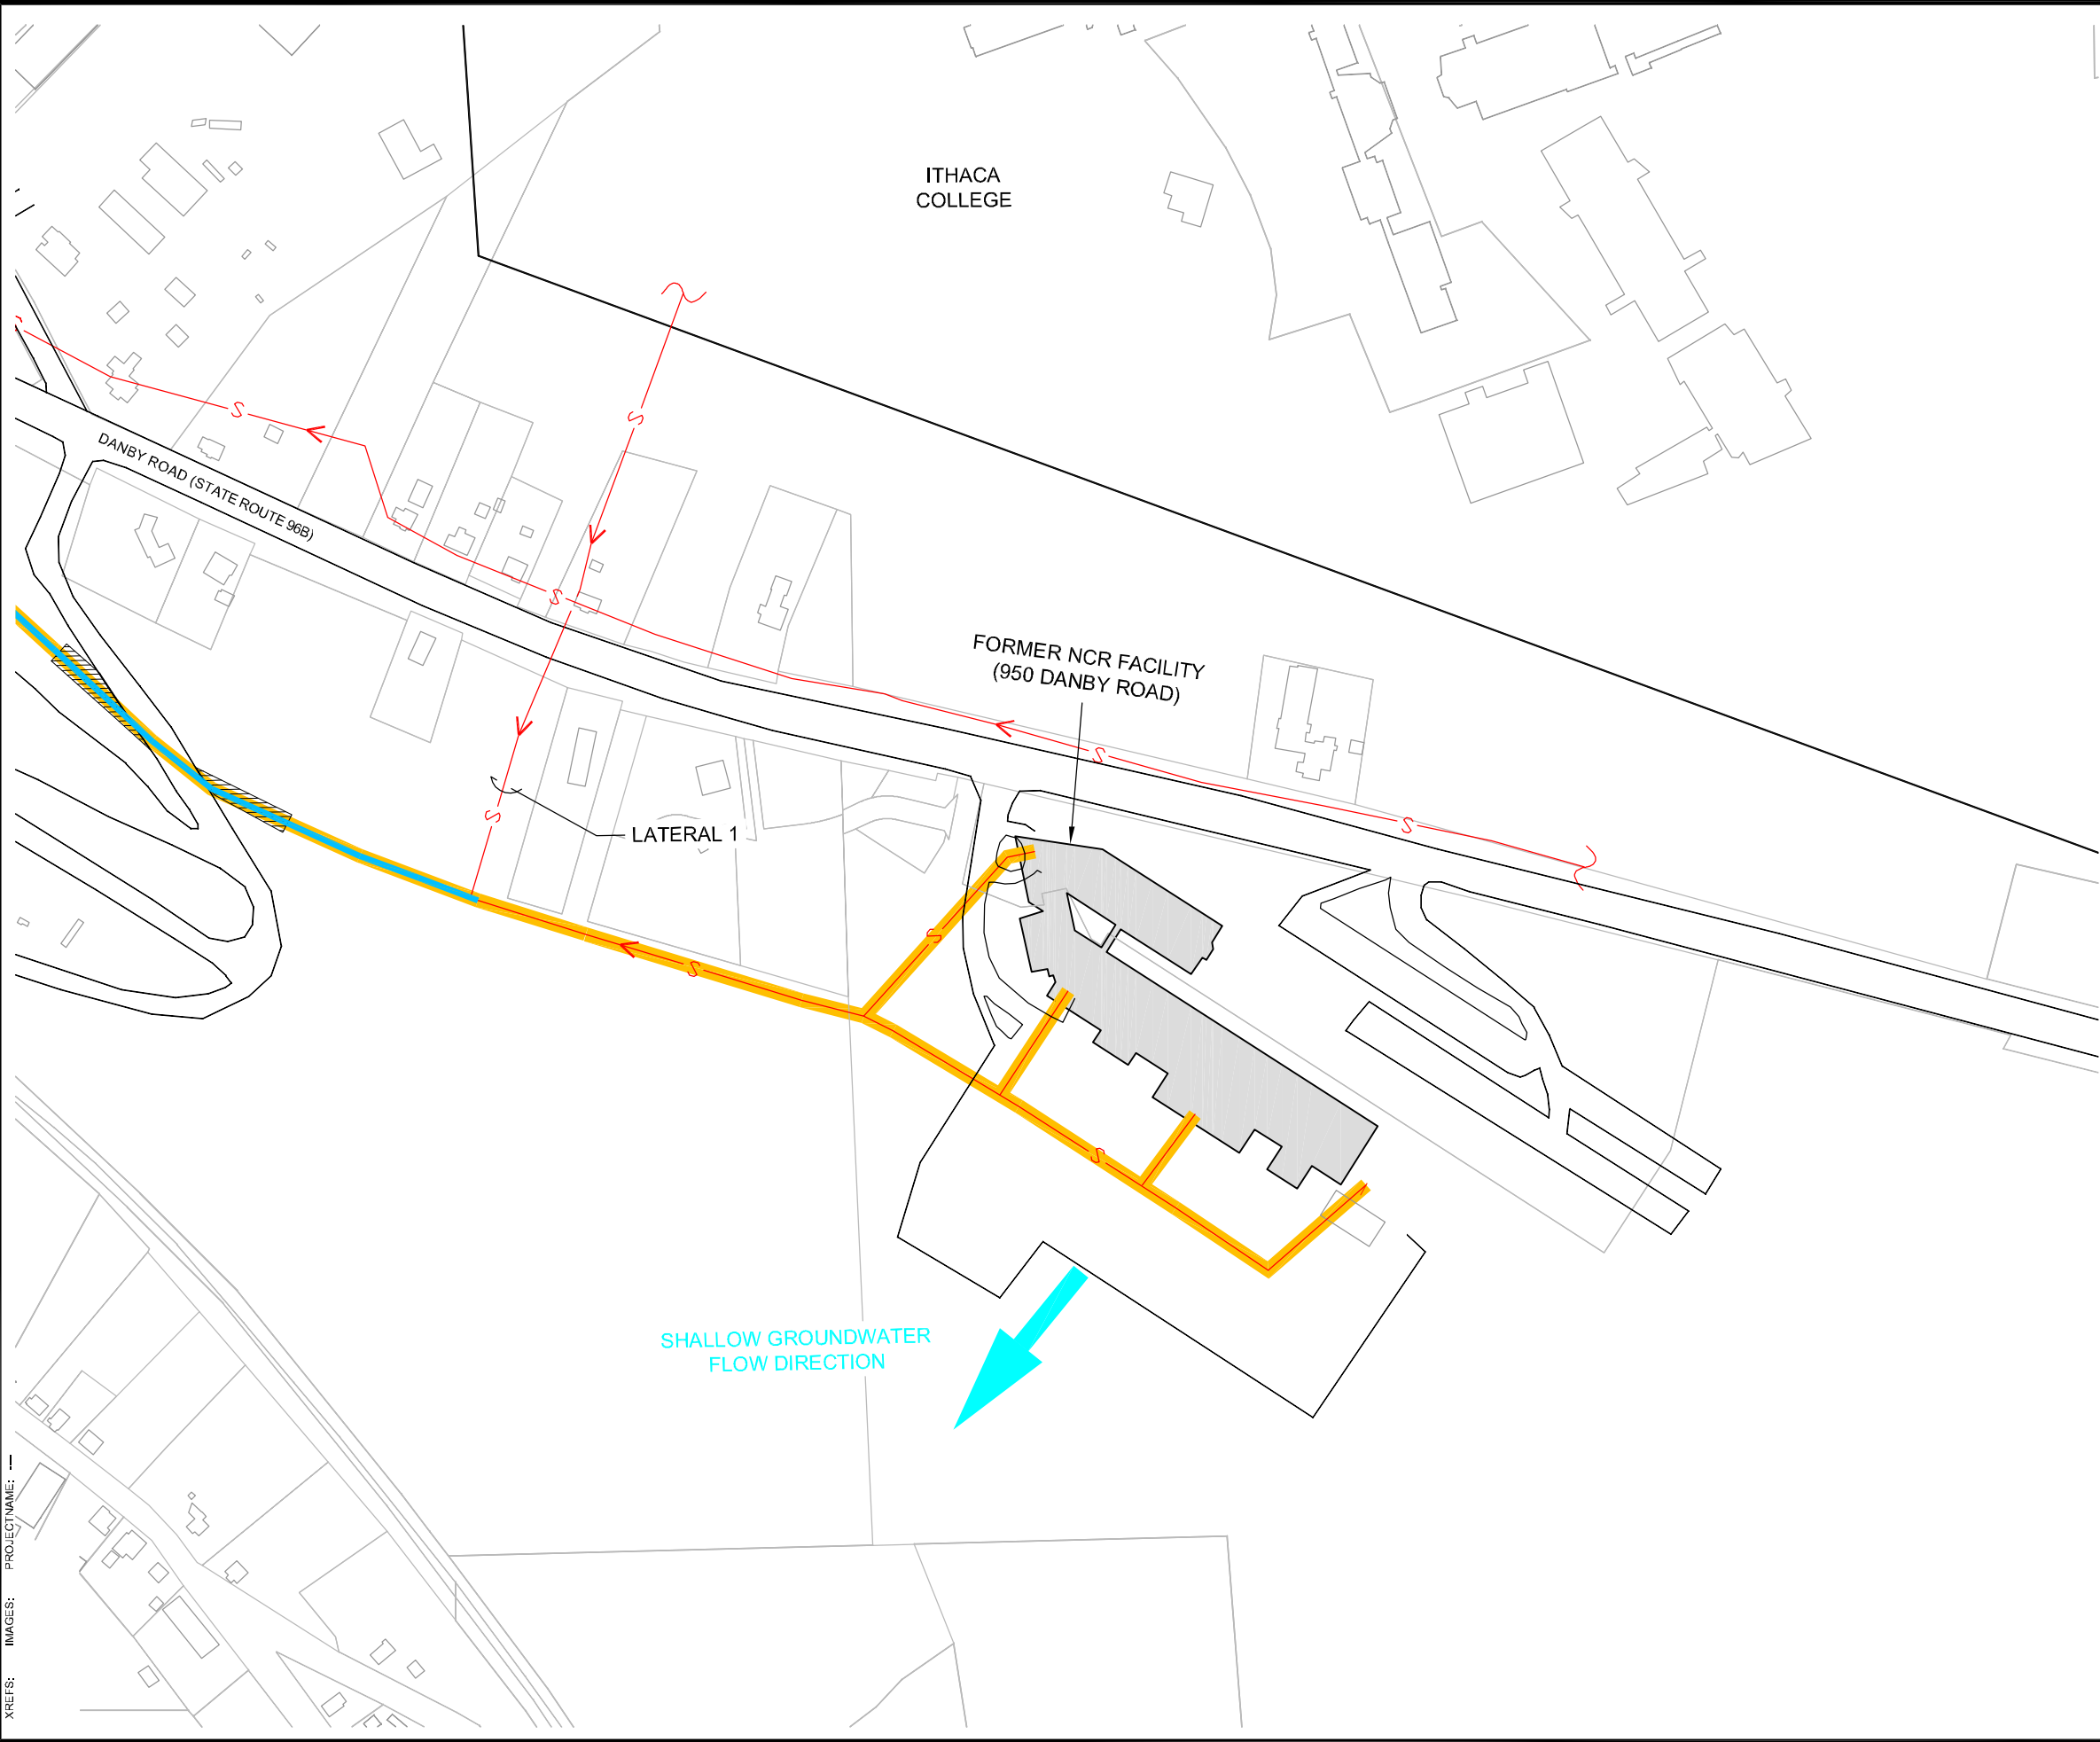 ITHACA
COLLEGE
S
S
S
DANBY ROAD (STATE ROUTE 96B)
S
FORMER NCR FACILITY
(950 DANBY ROAD)
S
S
S
LATERAL 1
S
S
S
SHALLOW GROUNDWATER
FLOW DIRECTION
XREFS: IMAGES: PROJECTNAME: ---